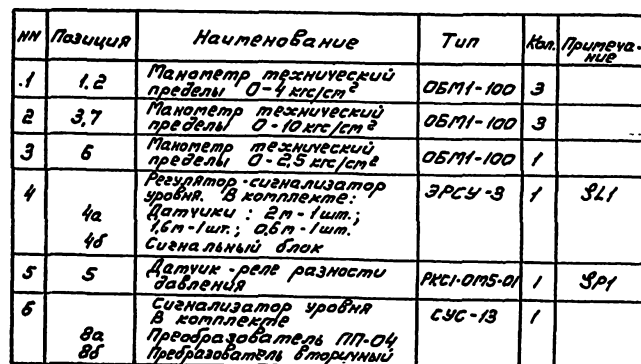 NN Позиция Наименование Тип Кол. Примеча-
ние
1 1.2 Манометр технический
пределы 0-4 кгс/см² ОБМ1-100 3
2 3,7 Манометр технический
пределы 0-10 кгс/см² ОБМ1-100 3
3 6 Манометр технический
пределы 0-2,5 кгс/см² ОБМ1-100 1
4 Регулятор-сигнализатор ЭРСУ-3 1 SL1
уровня. В комплекте:
4а Датчики: 2м-1шт.;
1,6м-1шт.; 0,6м-1шт.
4б Сигнальный блок
5 5 Датчик-реле разности
давления РКС1-ОМ5-01 1 SP1
6 Сигнализатор уровня СУС-13 1
В комплекте
8а Преобразователь ПП-04
8б Пребразователь вторичный